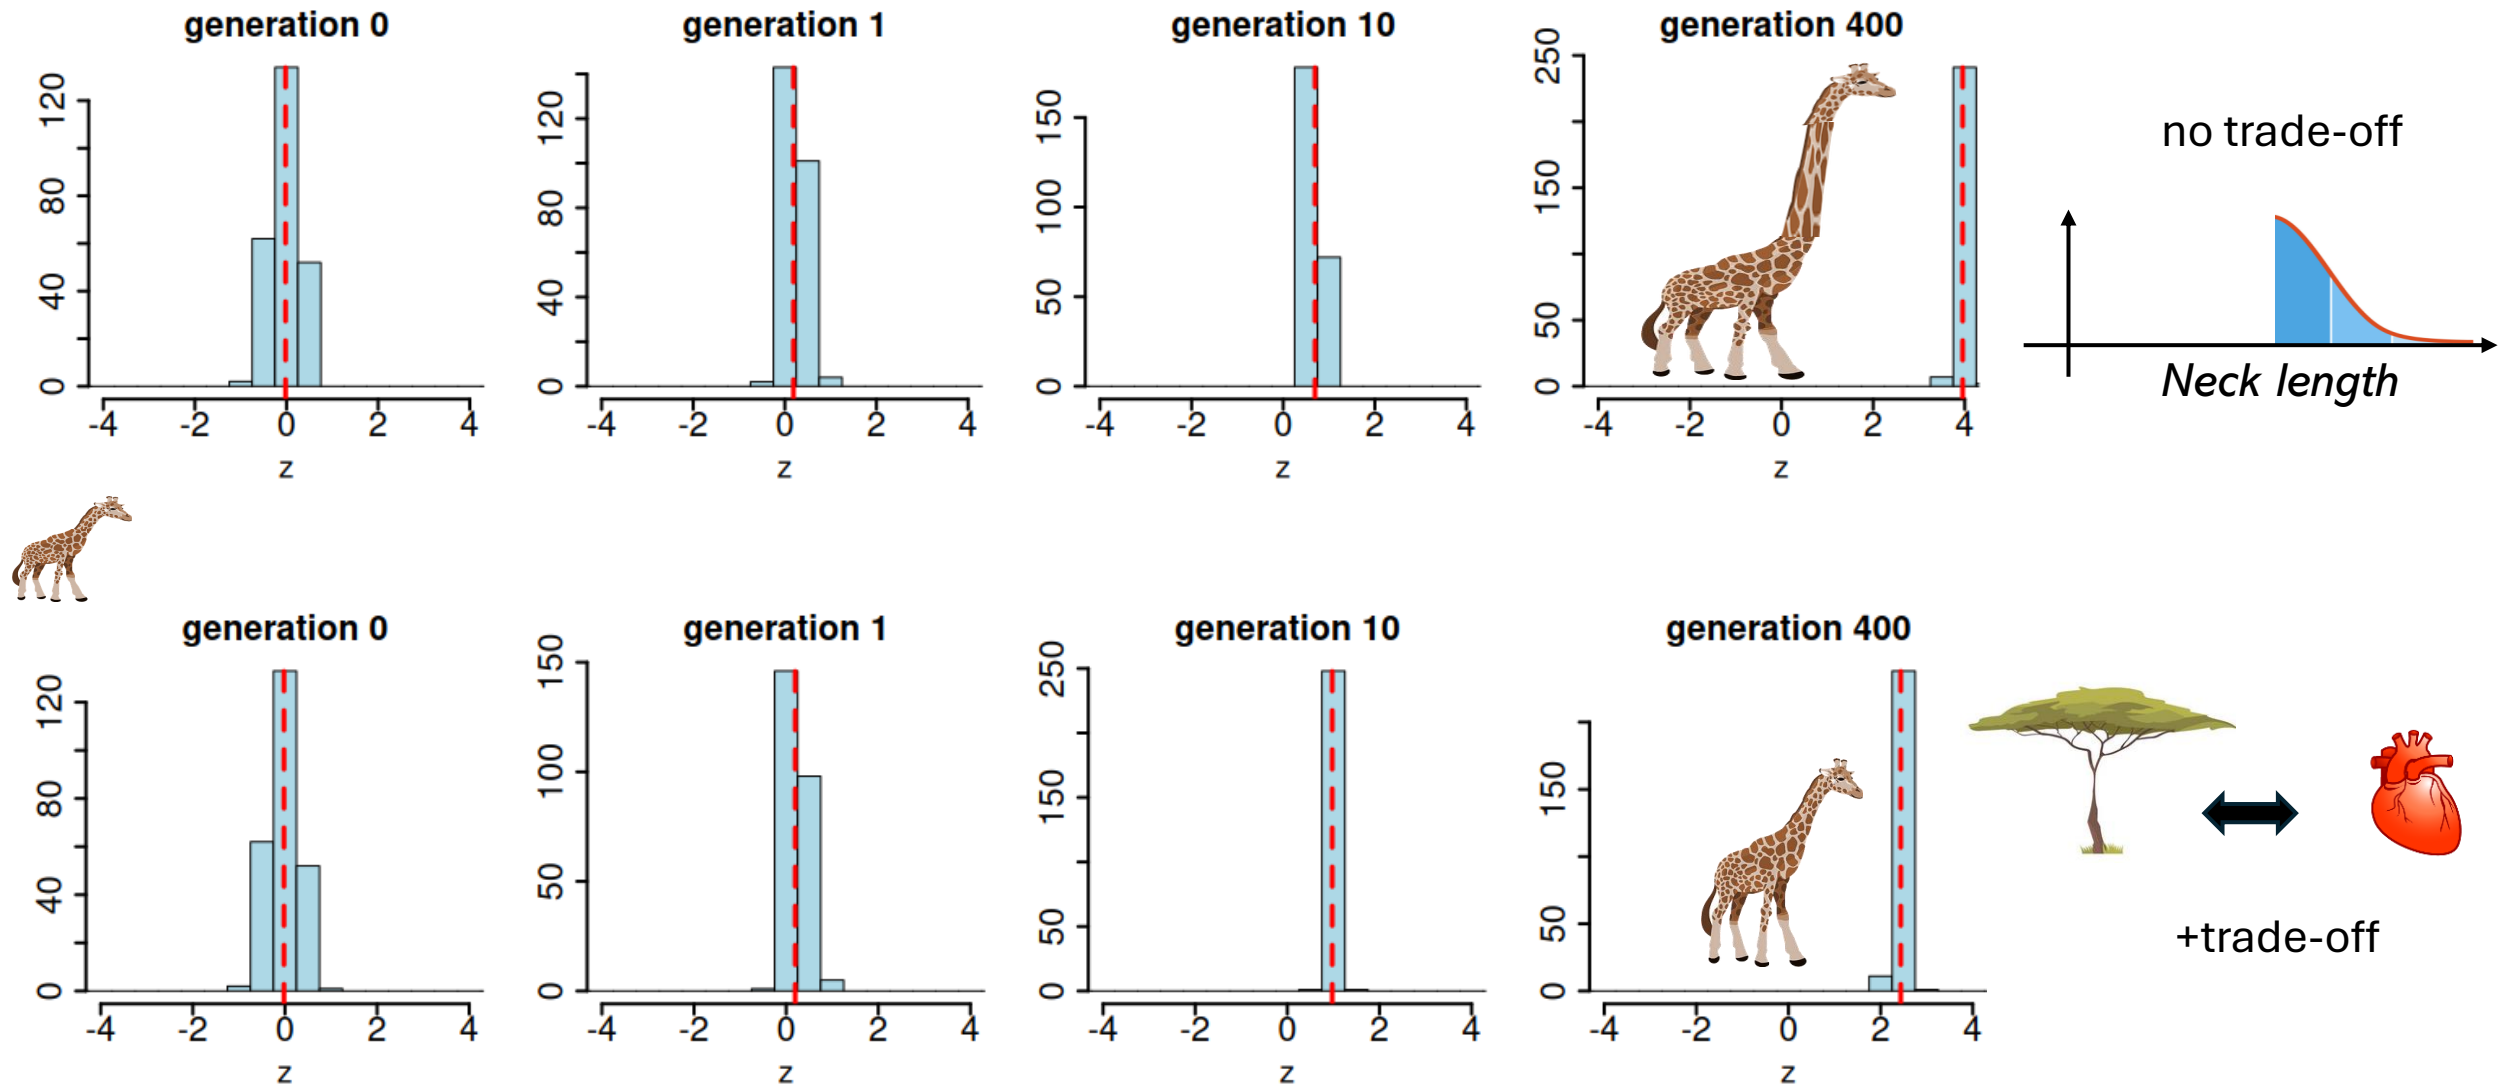 generation 0
120
80
40
0
-4 -2 0 2 4
z
generation 1
120
80
40
0
-4 -2 0 2 4
z
generation 10
150
100
50
0
-4 -2 0 2 4
z
generation 400
250
150
50
0
-4 -2 0 2 4
z
no trade-off
Neck length
generation 0
120
80
40
0
-4 -2 0 2 4
z
generation 1
150
100
50
0
-4 -2 0 2 4
z
generation 10
250
150
50
0
-4 -2 0 2 4
z
generation 400
150
50
0
-4 -2 0 2 4
z
+trade-off